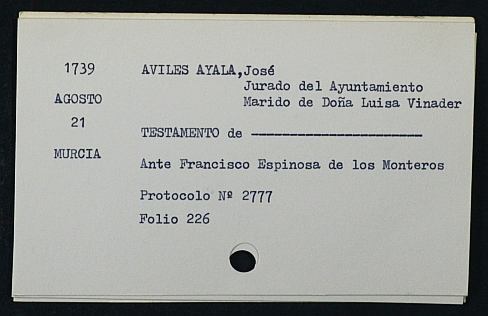 1739
AGOSTO
21
MURCIA
AVILES AYALA, José
Jurado del Ayuntamiento
Marido de Doña Luisa Vinader
TESTAMENTO de ----------------------
Ante Francisco Espinosa de los Monteros
Protocolo Nº 2777
Folio 226